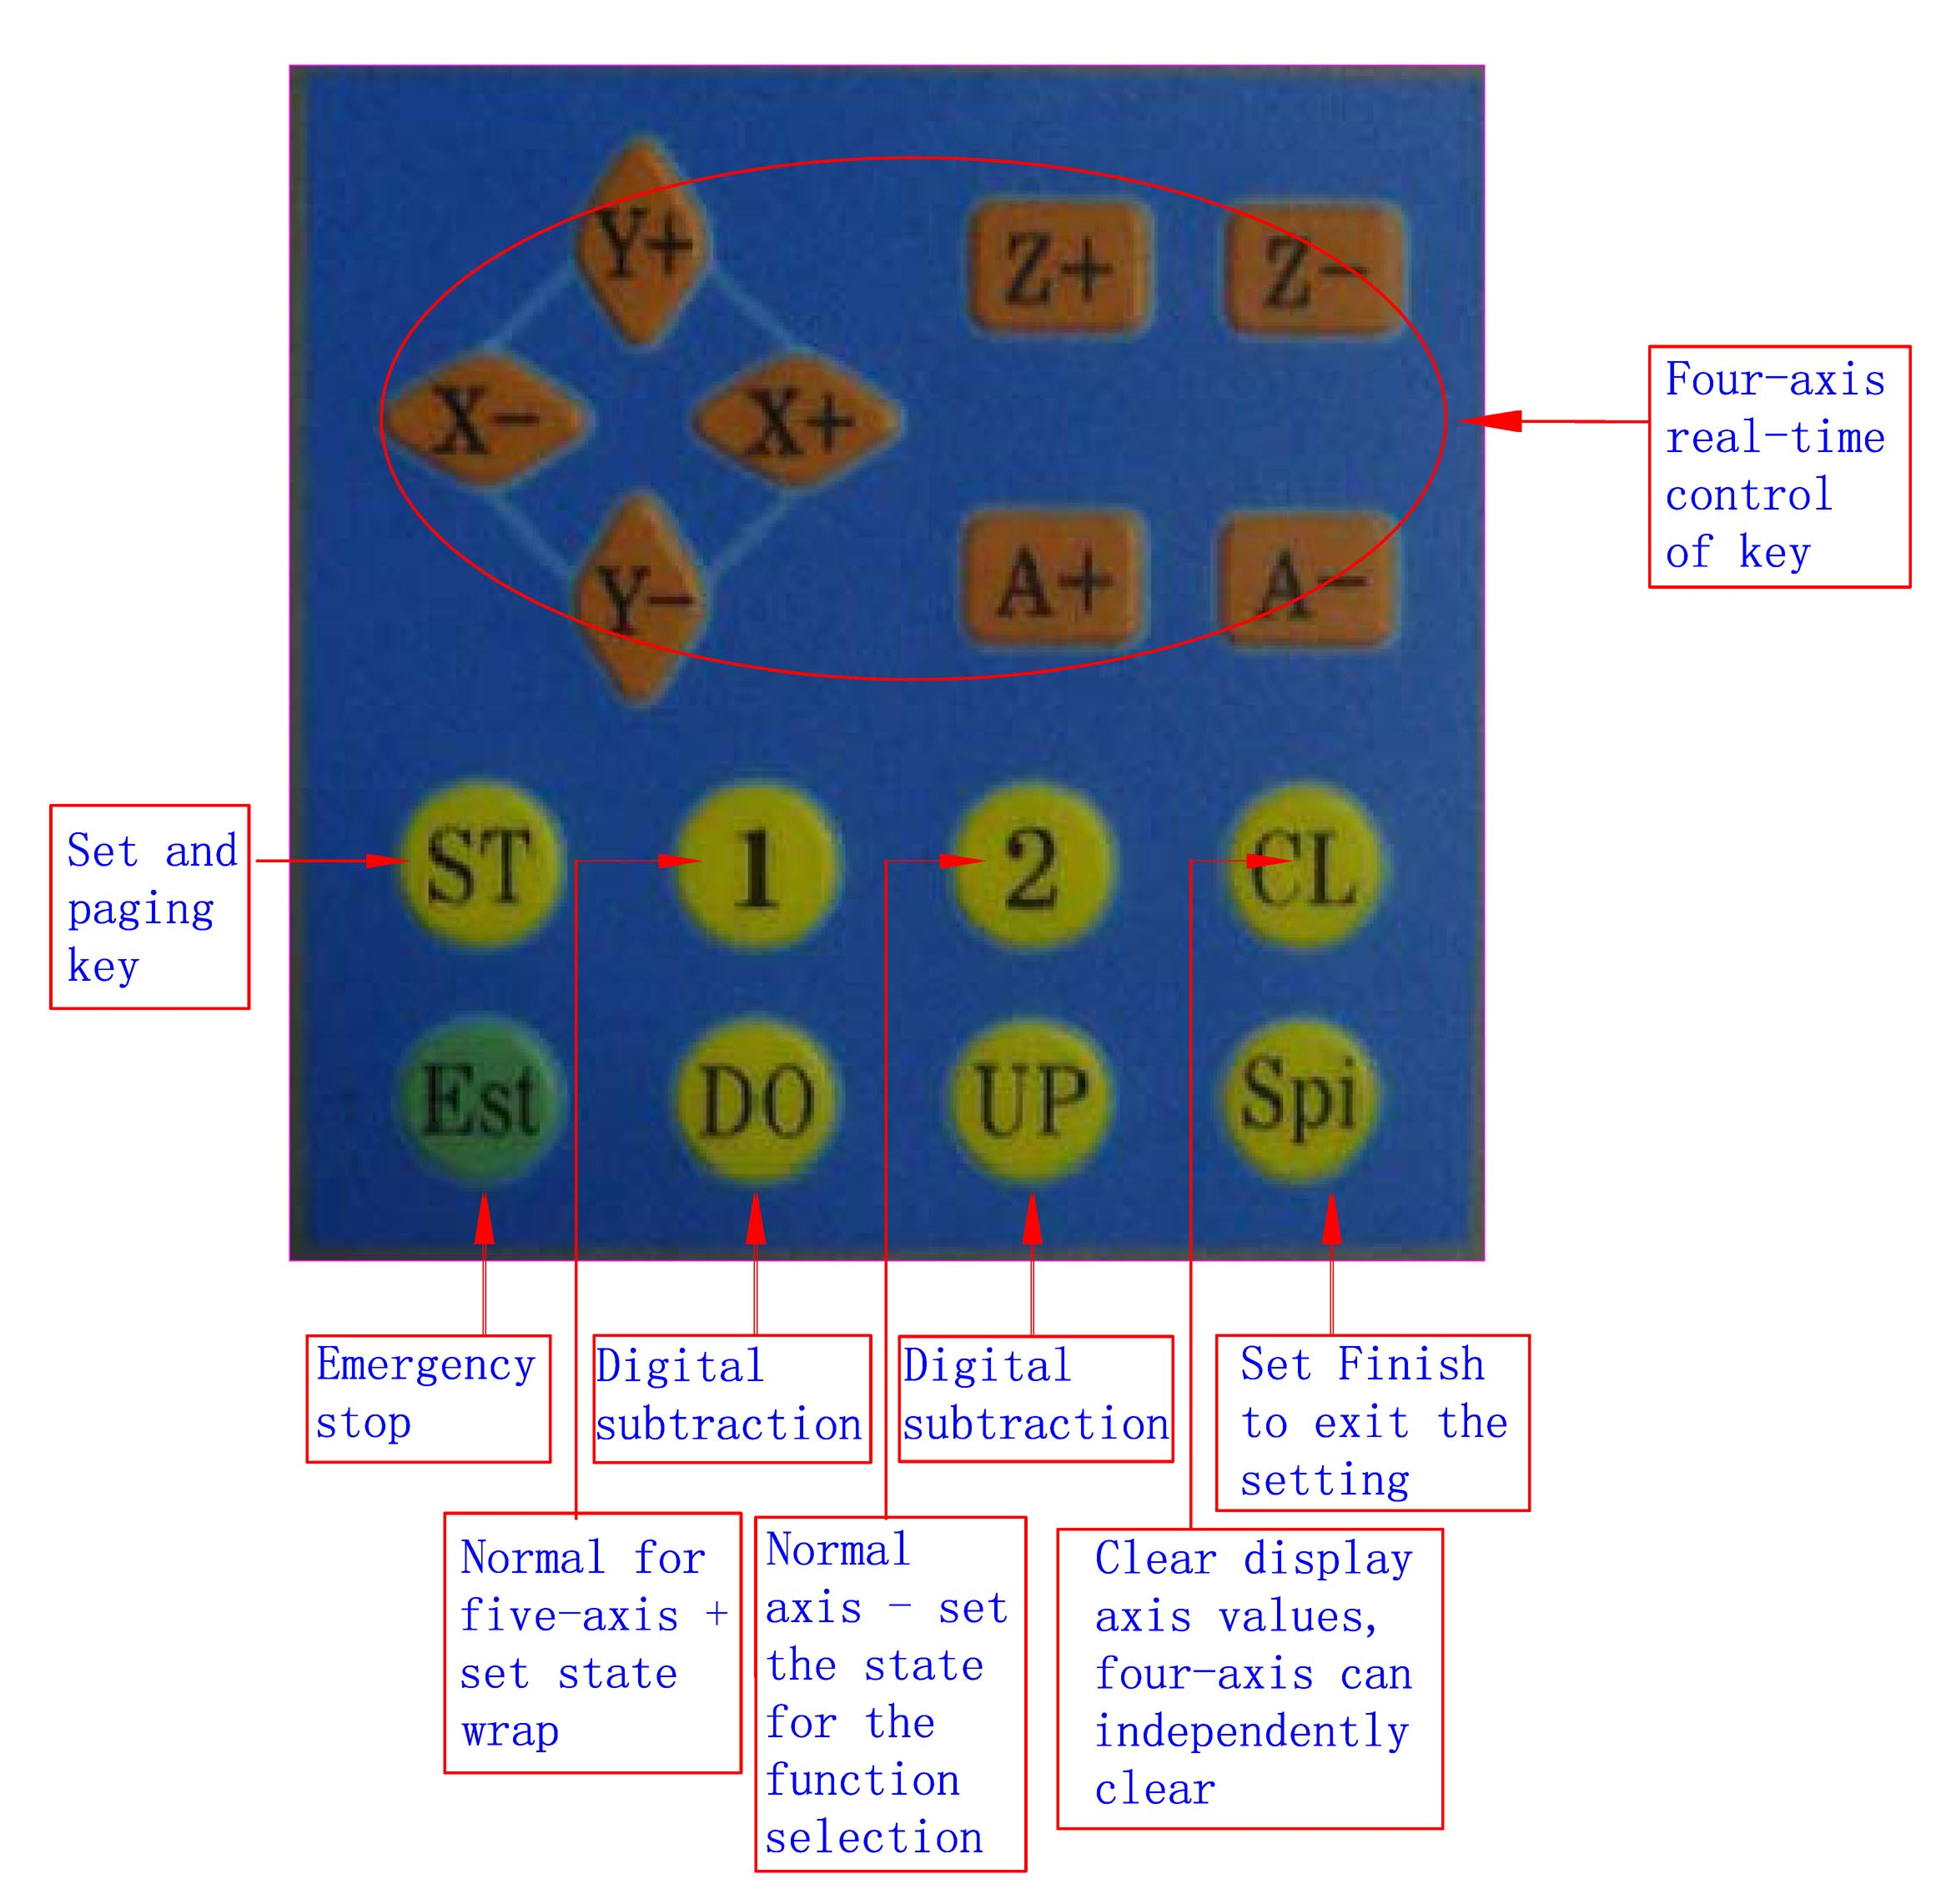 Y+
Z+ Z-
X- X+
Y-
A+ A-
Four-axis
real-time
control
of key
ST 1 2 CL
Set and
paging
key
Est DO UP Spi
Emergency
stop
Digital
subtraction
Digital
subtraction
Set Finish
to exit the
setting
Normal for
five-axis +
set state
wrap
Normal
axis - set
the state
for the
function
selection
Clear display
axis values,
four-axis can
independently
clear